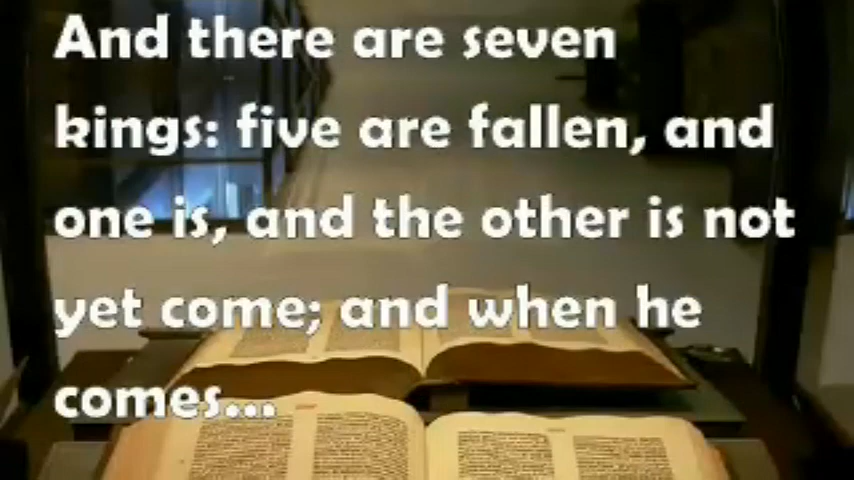 And there are seven
kings: five are fallen, and
one is, and the other is not
yet come; and when he
comes...